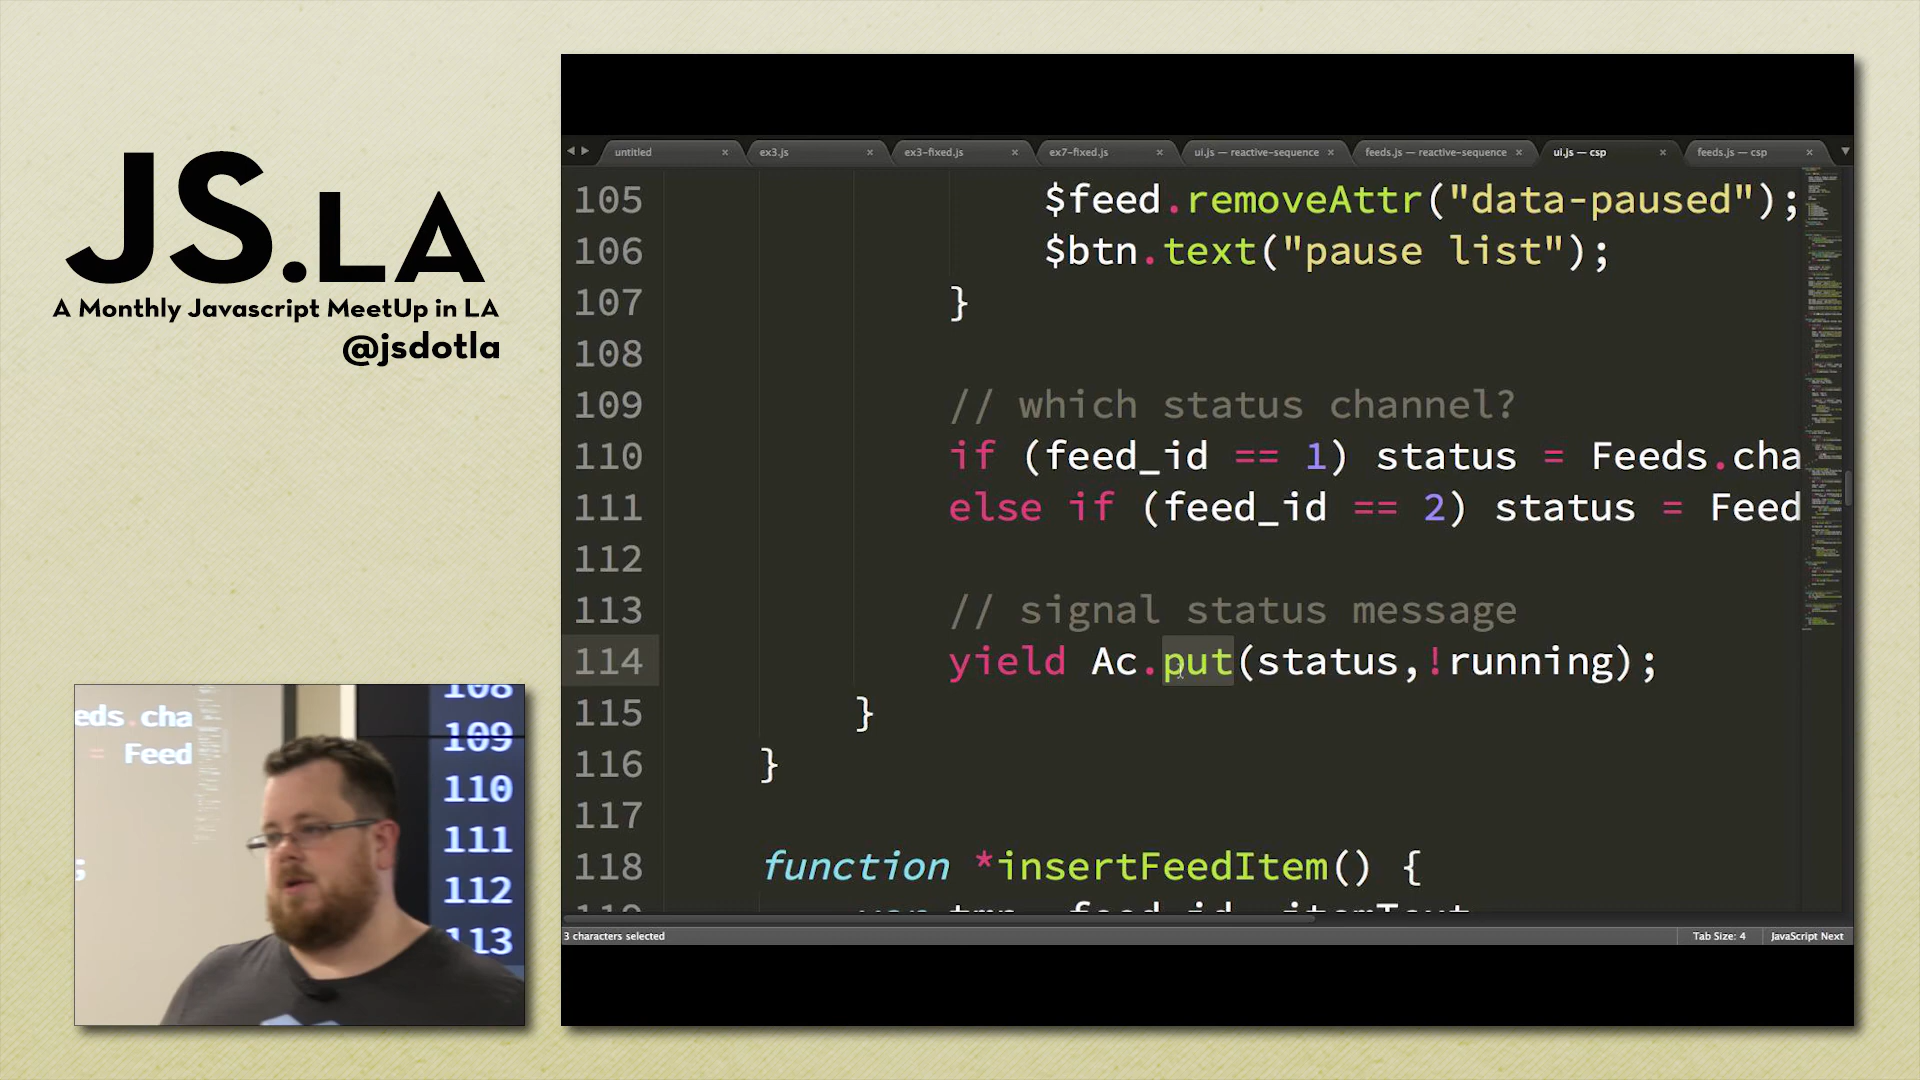 JS.LA
A Monthly Javascript MeetUp in LA
@jsdotla
untitled
ex3.js
ex3-fixed.js
ex7-fixed.js
ui.js — reactive-sequence
feeds.js — reactive-sequence
ui.js — csp
feeds.js — csp
105 $feed.removeAttr("data-paused");
106 $btn.text("pause list");
107 }
108
109 // which status channel?
110 if (feed_id == 1) status = Feeds.cha
111 else if (feed_id == 2) status = Feed
112
113 // signal status message
114 yield Ac.put(status,!running);
115 }
116 }
117
118 function *insertFeedItem() {
3 characters selected
Tab Size: 4
JavaScript Next
eds.cha
= Feed
;
108
109
110
111
112
113